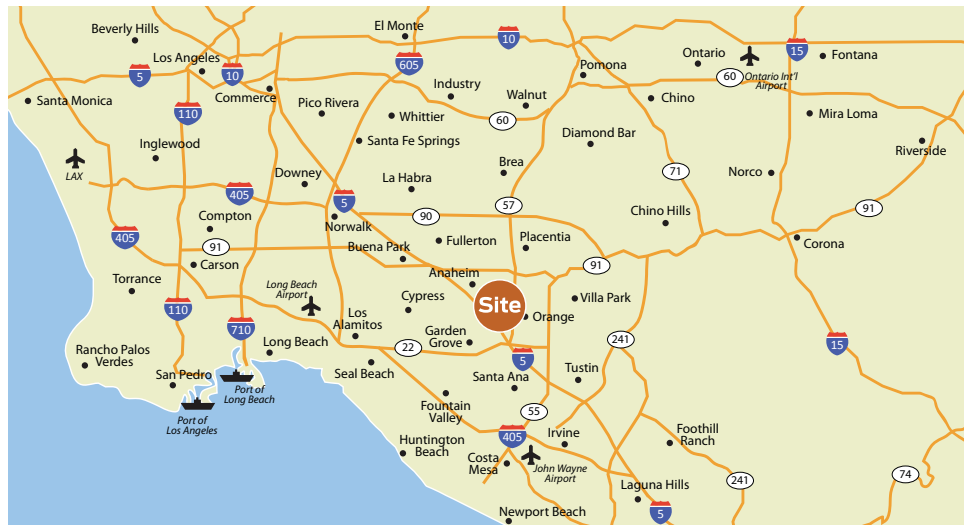 Beverly Hills
El Monte
10
Los Angeles
5
10
605
Pomona
Ontario
15
Fontana
60
Ontario Int'l
Airport
Santa Monica
Commerce
110
Pico Rivera
Industry
Walnut
Chino
Whittier
60
Mira Loma
Inglewood
Santa Fe Springs
Diamond Bar
Riverside
LAX
Downey
La Habra
Brea
71
Norco
405
5
57
90
Compton
Norwalk
Chino Hills
91
405
91
Buena Park
Fullerton
Placentia
Corona
Carson
Anaheim
91
Torrance
Long Beach
Airport
Cypress
Site
Villa Park
110
Los
Alamitos
Orange
710
Garden
Grove
241
15
Rancho Palos
Verdes
Long Beach
22
5
San Pedro
Seal Beach
Santa Ana
Tustin
Port of
Long Beach
Port of
Los Angeles
Fountain
Valley
55
Huntington
Beach
405
Irvine
Foothill
Ranch
Costa
Mesa
John Wayne
Airport
Laguna Hills
241
74
Newport Beach
5